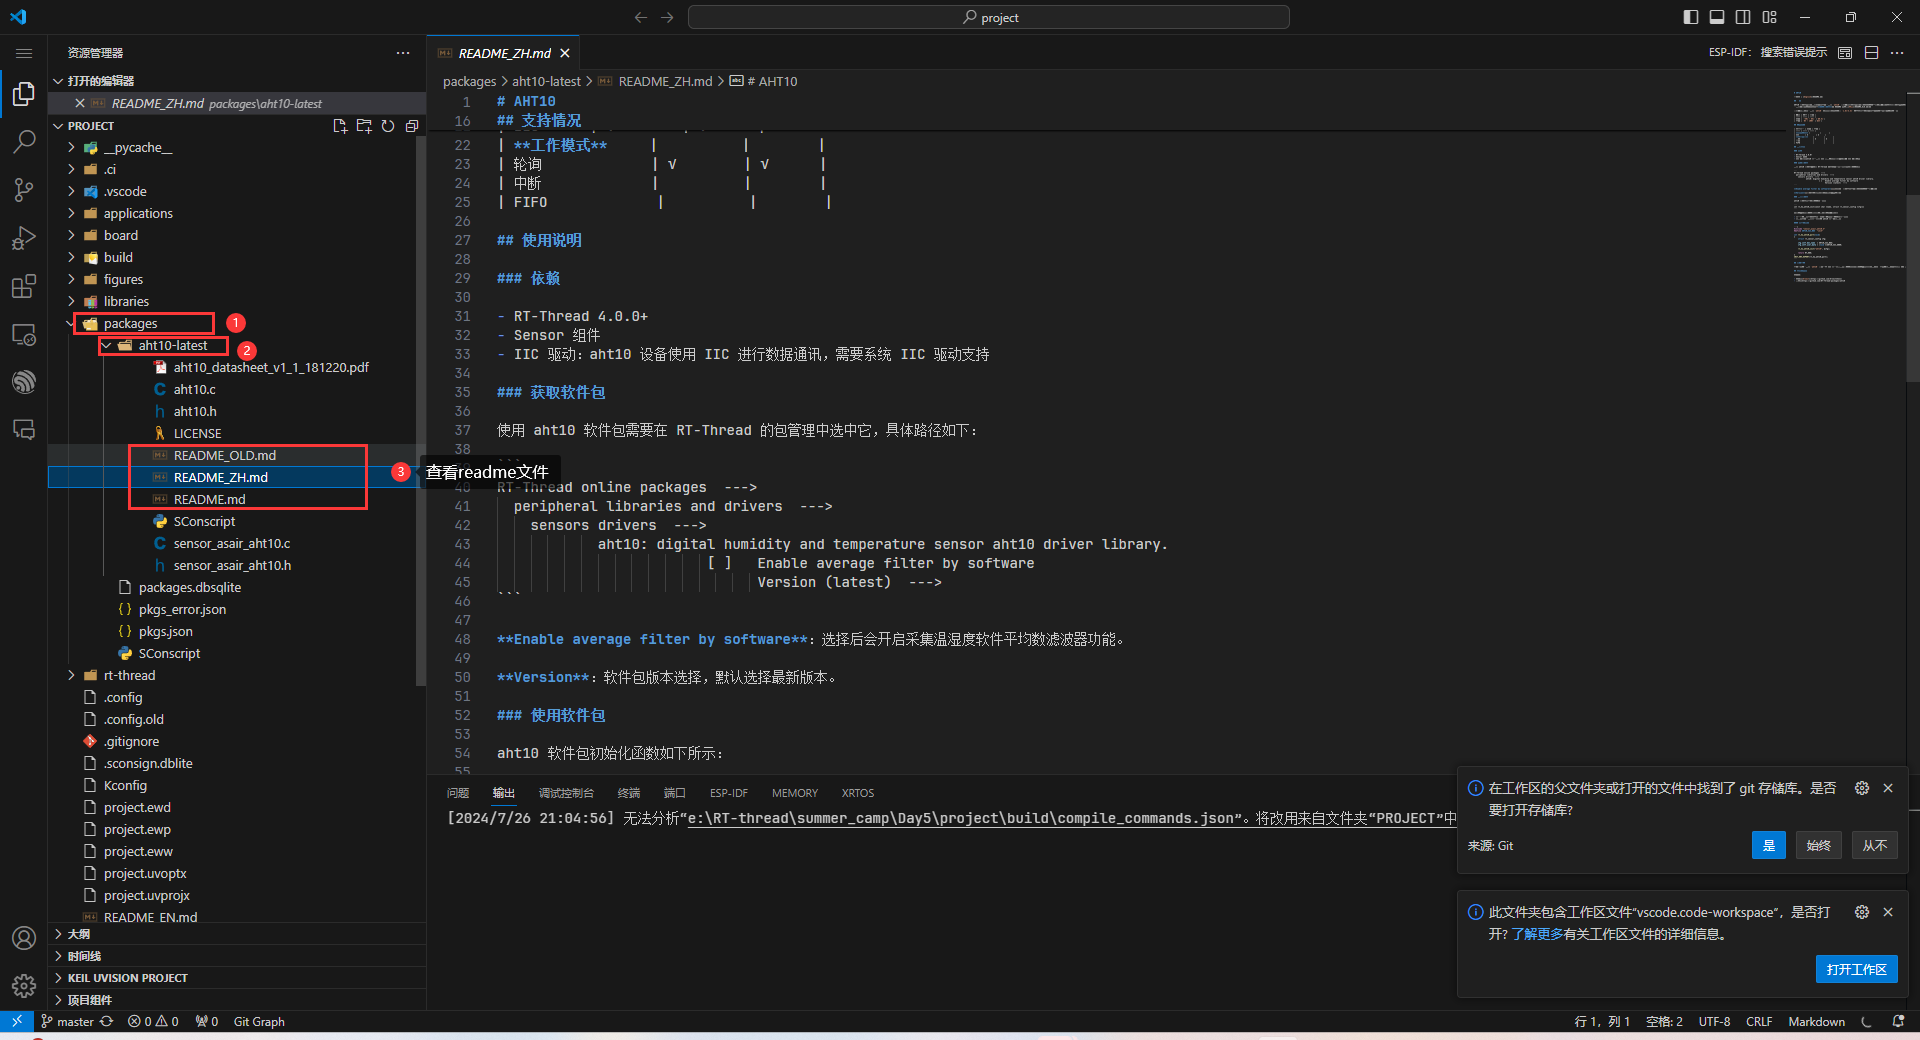 project
资源管理器
打开的编辑器
README_ZH.md packages\aht10-latest
PROJECT
__pycache__
.ci
.vscode
applications
board
build
figures
libraries
packages
1
aht10-latest
2
aht10_datasheet_v1_1_181220.pdf
aht10.c
aht10.h
LICENSE
README_OLD.md
README_ZH.md
README.md
3
查看readme文件
SConscript
sensor_asair_aht10.c
sensor_asair_aht10.h
packages.dbsqlite
pkgs_error.json
pkgs.json
SConscript
rt-thread
.config
.config.old
.gitignore
.sconsign.dblite
Kconfig
project.ewd
project.ewp
project.eww
project.uvoptx
project.uvprojx
README_EN.md
大纲
时间线
KEIL UVISION PROJECT
项目组件
README_ZH.md
ESP-IDF: 搜索错误提示
packages > aht10-latest > README_ZH.md > # AHT10
1 # AHT10
16 ## 支持情况
22 | **工作模式** | | |
23 | 轮询 | √ | √ |
24 | 中断 | | |
25 | FIFO | | |
26
27 ## 使用说明
28
29 ### 依赖
30
31 - RT-Thread 4.0.0+
32 - Sensor 组件
33 - IIC 驱动：aht10 设备使用 IIC 进行数据通讯，需要系统 IIC 驱动支持
34
35 ### 获取软件包
36
37 使用 aht10 软件包需要在 RT-Thread 的包管理中选中它，具体路径如下：
38
```
40 RT-Thread online packages --->
41 peripheral libraries and drivers --->
42 sensors drivers --->
43 aht10: digital humidity and temperature sensor aht10 driver library.
44 [ ] Enable average filter by software
45 Version (latest) --->
46 ```
47
48 **Enable average filter by software**：选择后会开启采集温湿度软件平均数滤波器功能。
49
50 **Version**：软件包版本选择，默认选择最新版本。
51
52 ### 使用软件包
53
54 aht10 软件包初始化函数如下所示：
55
问题 输出 调试控制台 终端 端口 ESP-IDF MEMORY XRTOS
[2024/7/26 21:04:56] 无法分析“e:\RT-thread\summer_camp\Day5\project\build\compile_commands.json”。将改用来自文件夹“PROJECT”中
在工作区的父文件夹或打开的文件中找到了 git 存储库。是否
要打开存储库?
来源: Git
是 始终 从不
此文件夹包含工作区文件“vscode.code-workspace”，是否打
开? 了解更多有关工作区文件的详细信息。
打开工作区
master 0 0 0 Git Graph
行 1，列 1 空格: 2 UTF-8 CRLF Markdown